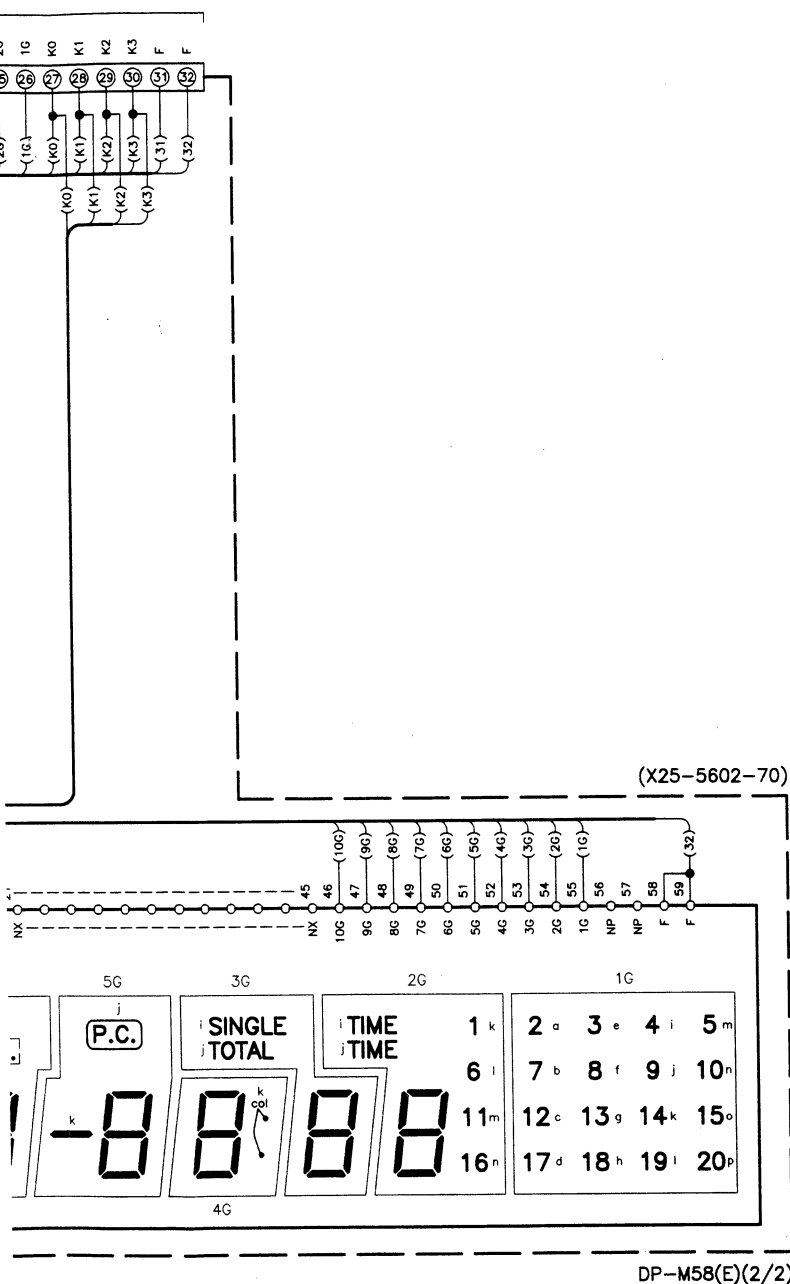 2G 1G K0 K1 K2 K3 F F
26 27 28 29 30 31 32
(2G) (1G) (K0) (K1) (K2) (K3) (31) (32)
(K0) (K1) (K2) (K3)
(X25-5602-70)
(10G) (9G) (8G) (7G) (6G) (5G) (4G) (3G) (2G) (1G) (32)
45 46 47 48 49 50 51 52 53 54 55 56 57 58 59
NX NX 10G 9G 8G 7G 6G 5G 4G 3G 2G 1G NP NP F F
5G 3G 2G 1G
j
P.C.
i SINGLE
j TOTAL
i TIME
j TIME
1 k 2 a 3 e 4 i 5 m
6 l 7 b 8 f 9 j 10 n
k -8 8 k col 8 8
11 m 12 c 13 g 14 k 15 o
16 n 17 d 18 h 19 l 20 p
4G
DP-M58(E)(2/2)